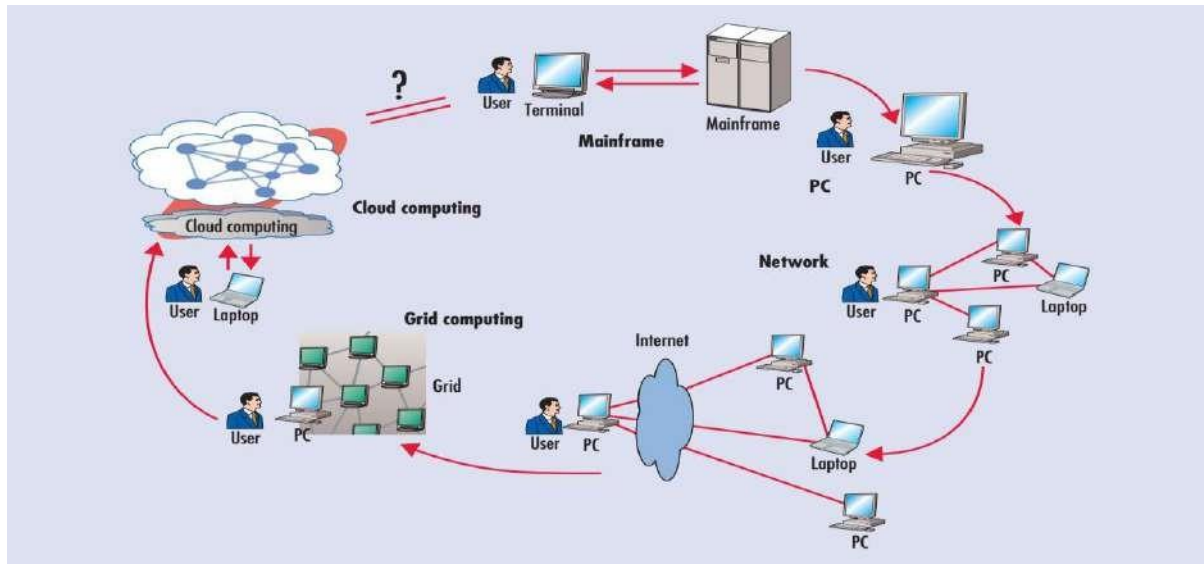 ?
User
Terminal
Mainframe
Mainframe
User
PC
PC
Cloud computing
Cloud computing
User
Laptop
Network
PC
User
PC
Laptop
PC
Grid computing
Grid
User
PC
Internet
User
PC
PC
Laptop
PC